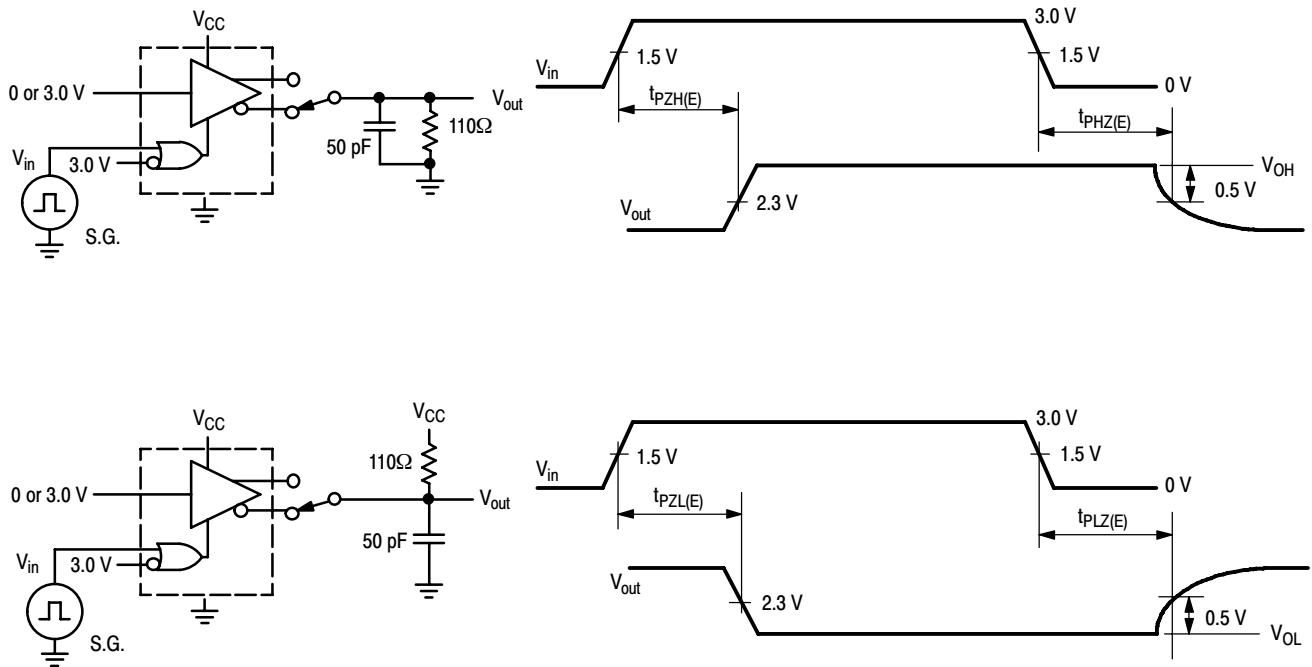 VCC
0 or 3.0 V
Vin
3.0 V
S.G.
50 pF
110Ω
Vout
Vin
1.5 V
3.0 V
1.5 V
0 V
tPZH(E)
tPHZ(E)
Vout
2.3 V
VOH
0.5 V
VCC
0 or 3.0 V
Vin
3.0 V
S.G.
VCC
110Ω
50 pF
Vout
Vin
1.5 V
3.0 V
1.5 V
0 V
tPZL(E)
tPLZ(E)
Vout
2.3 V
0.5 V
VOL